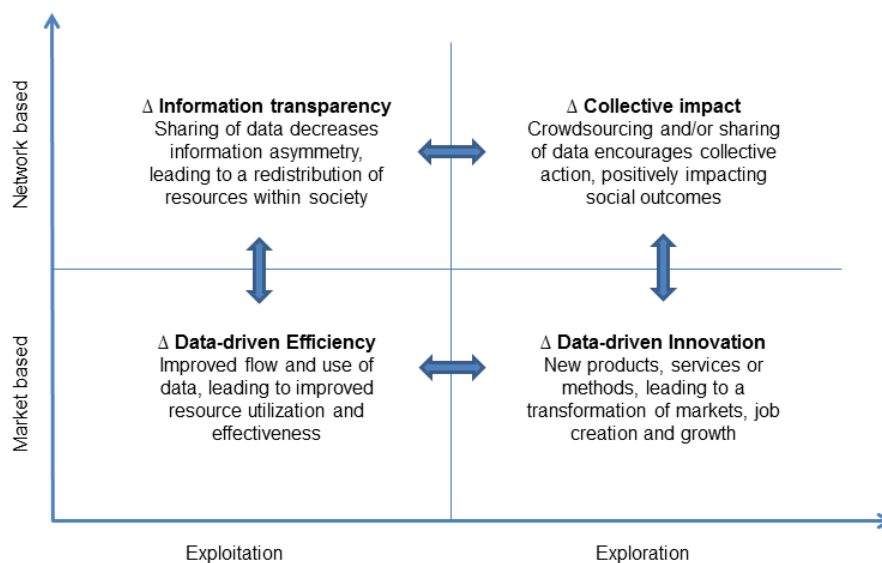 Network based
Δ Information transparency
Sharing of data decreases
information asymmetry,
leading to a redistribution of
resources within society
Δ Collective impact
Crowdsourcing and/or sharing
of data encourages collective
action, positively impacting
social outcomes
Market based
Δ Data-driven Efficiency
Improved flow and use of
data, leading to improved
resource utilization and
effectiveness
Δ Data-driven Innovation
New products, services or
methods, leading to a
transformation of markets, job
creation and growth
Exploitation
Exploration